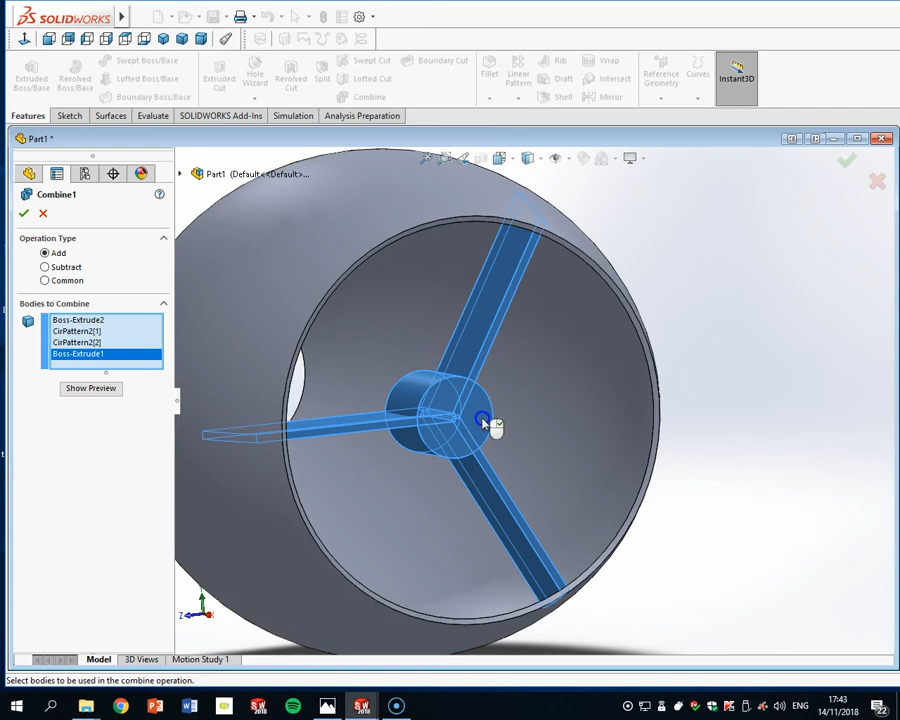 SOLIDWORKS
Extruded Boss/Base
Revolved Boss/Base
Swept Boss/Base
Lofted Boss/Base
Boundary Boss/Base
Extruded Cut
Hole Wizard
Revolved Cut
Split
Swept Cut
Lofted Cut
Combine
Boundary Cut
Fillet
Linear Pattern
Rib
Draft
Shell
Wrap
Intersect
Mirror
Reference Geometry
Curves
Instant3D
Features
Sketch
Surfaces
Evaluate
SOLIDWORKS Add-Ins
Simulation
Analysis Preparation
Part1 *
Part1 (Default<<Default>...
Combine1
Operation Type
Add
Subtract
Common
Bodies to Combine
Boss-Extrude2
CirPattern2[1]
CirPattern2[2]
Boss-Extrude1
Show Preview
Y
Z
X
Model
3D Views
Motion Study 1
Select bodies to be used in the combine operation.
ENG
17:43
14/11/2018
22